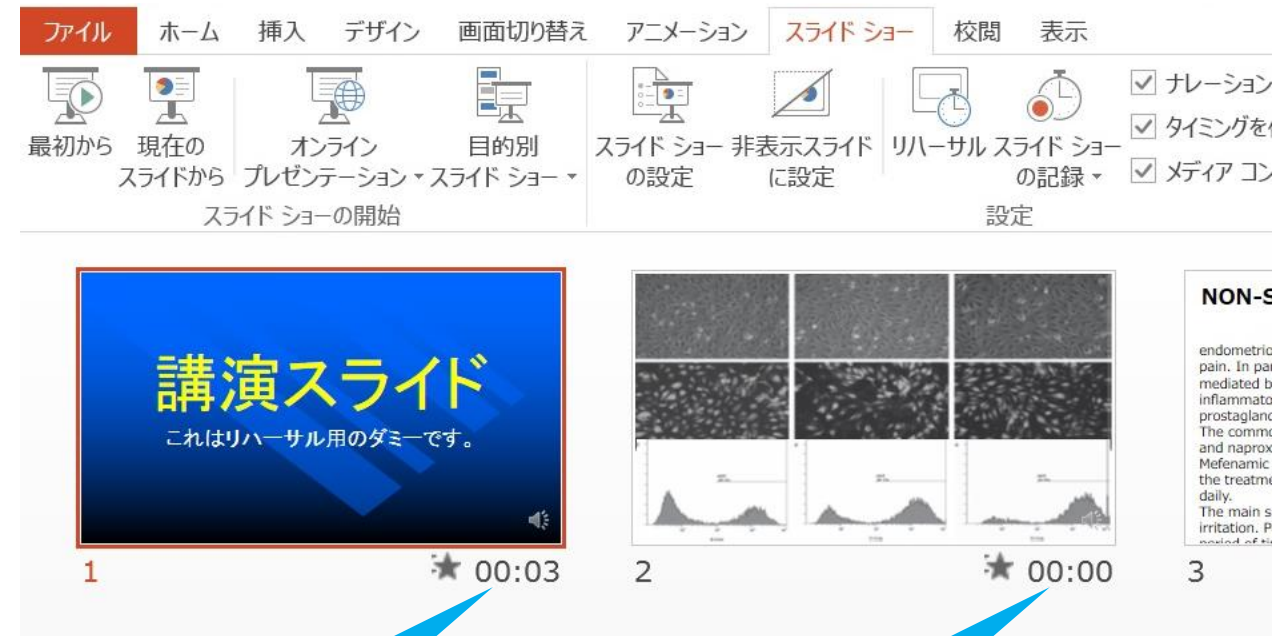 ファイル ホーム 挿入 デザイン 画面切り替え アニメーション スライド ショー 校閲 表示
最初から 現在の スライドから オンライン プレゼンテーション 目的別 スライド ショー スライド ショー の設定 非表示スライド に設定 リハーサル スライド ショー の記録
ナレーション
タイミングを
メディア コン
スライド ショーの開始 設定
講演スライド
これはリハーサル用のダミーです。
1 00:03
2 00:00
NON-S
pain. In
mediated
The
and
Mefenamic
the
daily.
The main
irritation.
3